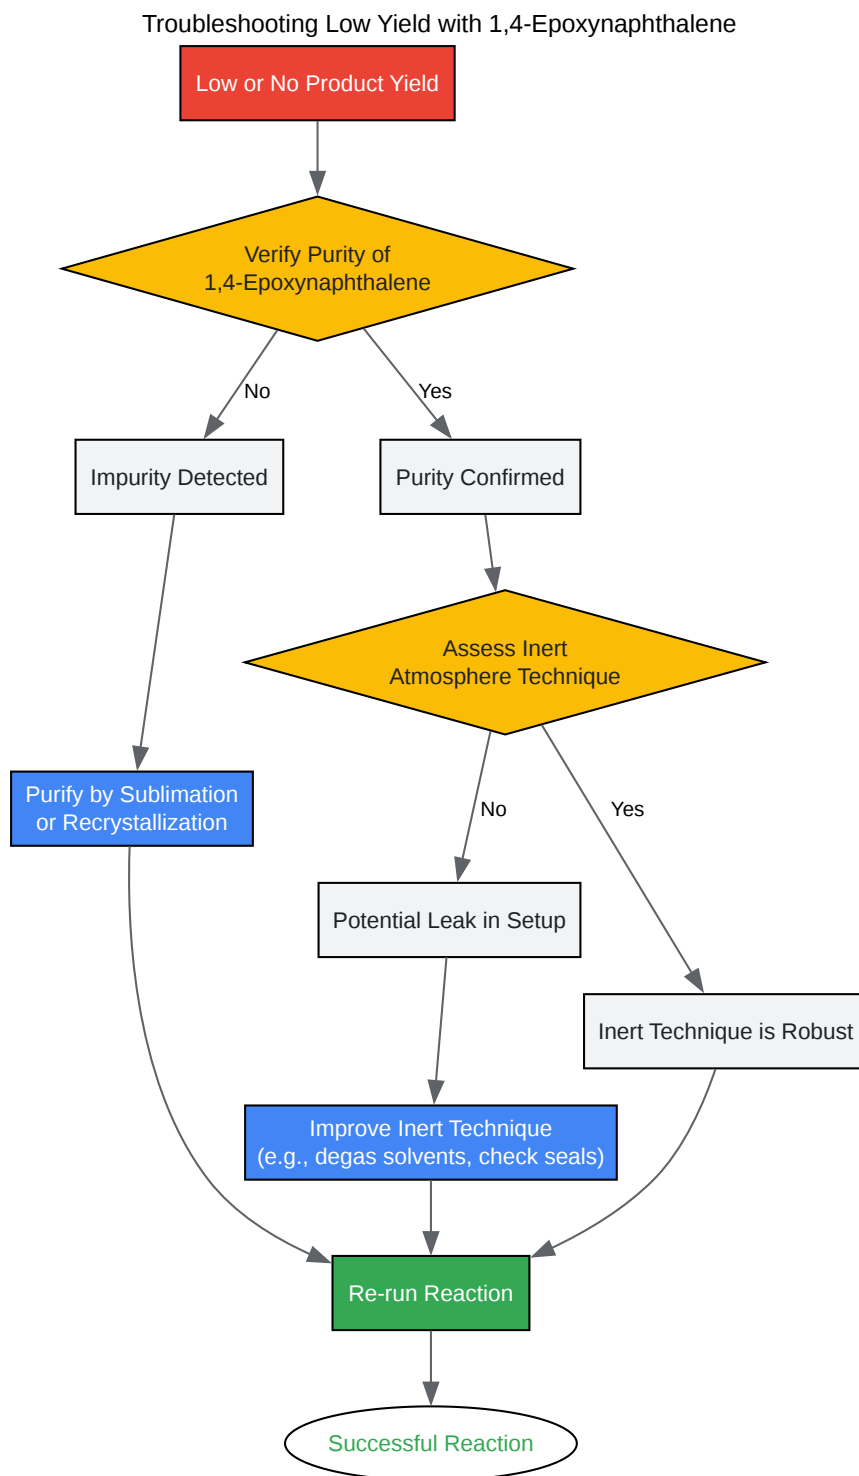 Troubleshooting Low Yield with 1,4-Epoxynaphthalene
Low or No Product Yield
Verify Purity of
1,4-Epoxynaphthalene
No
Yes
Impurity Detected
Purity Confirmed
Assess Inert
Atmosphere Technique
Purify by Sublimation
or Recrystallization
No
Yes
Potential Leak in Setup
Inert Technique is Robust
Improve Inert Technique
(e.g., degas solvents, check seals)
Re-run Reaction
Successful Reaction